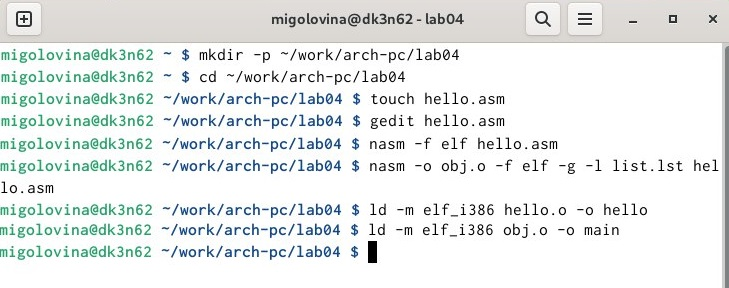 migolovina@dk3n62 - lab04
migolovina@dk3n62 ~ $ mkdir -p ~/work/arch-pc/lab04
migolovina@dk3n62 ~ $ cd ~/work/arch-pc/lab04
migolovina@dk3n62 ~/work/arch-pc/lab04 $ touch hello.asm
migolovina@dk3n62 ~/work/arch-pc/lab04 $ gedit hello.asm
migolovina@dk3n62 ~/work/arch-pc/lab04 $ nasm -f elf hello.asm
migolovina@dk3n62 ~/work/arch-pc/lab04 $ nasm -o obj.o -f elf -g -l list.lst hel
lo.asm
migolovina@dk3n62 ~/work/arch-pc/lab04 $ ld -m elf_i386 hello.o -o hello
migolovina@dk3n62 ~/work/arch-pc/lab04 $ ld -m elf_i386 obj.o -o main
migolovina@dk3n62 ~/work/arch-pc/lab04 $